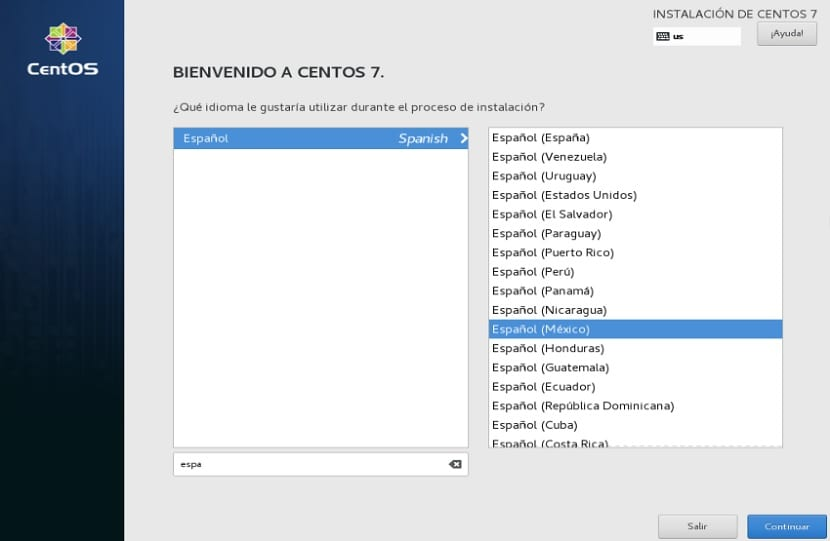 INSTALACIÓN DE CENTOS 7
us
¡Ayuda!
CentOS
BIENVENIDO A CENTOS 7.
¿Qué idioma le gustaría utilizar durante el proceso de instalación?
Español Spanish
Español (España)
Español (Venezuela)
Español (Uruguay)
Español (Estados Unidos)
Español (El Salvador)
Español (Paraguay)
Español (Puerto Rico)
Español (Perú)
Español (Panamá)
Español (Nicaragua)
Español (México)
Español (Honduras)
Español (Guatemala)
Español (Ecuador)
Español (República Dominicana)
Español (Cuba)
Español (Costa Rica)
espa
Salir
Continuar